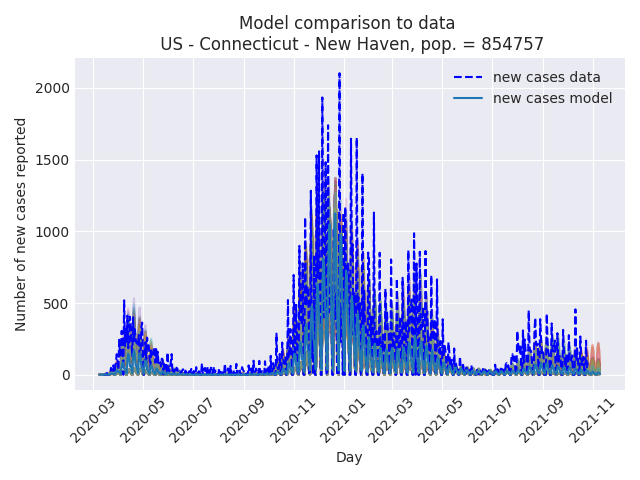 Model comparison to data
US - Connecticut - New Haven, pop. = 854757
new cases data
new cases model
Number of new cases reported
2000
1500
1000
500
0
2020-03
2020-05
2020-07
2020-09
2020-11
2021-01
2021-03
2021-05
2021-07
2021-09
2021-11
Day